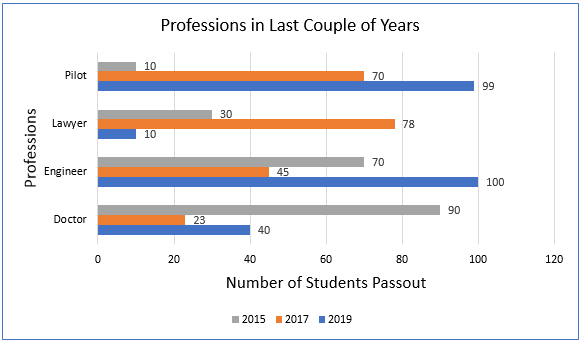 Professions in Last Couple of Years
Professions
Pilot
10
70
99
Lawyer
30
78
10
Engineer
70
45
100
Doctor
90
23
40
0 20 40 60 80 100 120
Number of Students Passout
2015 2017 2019